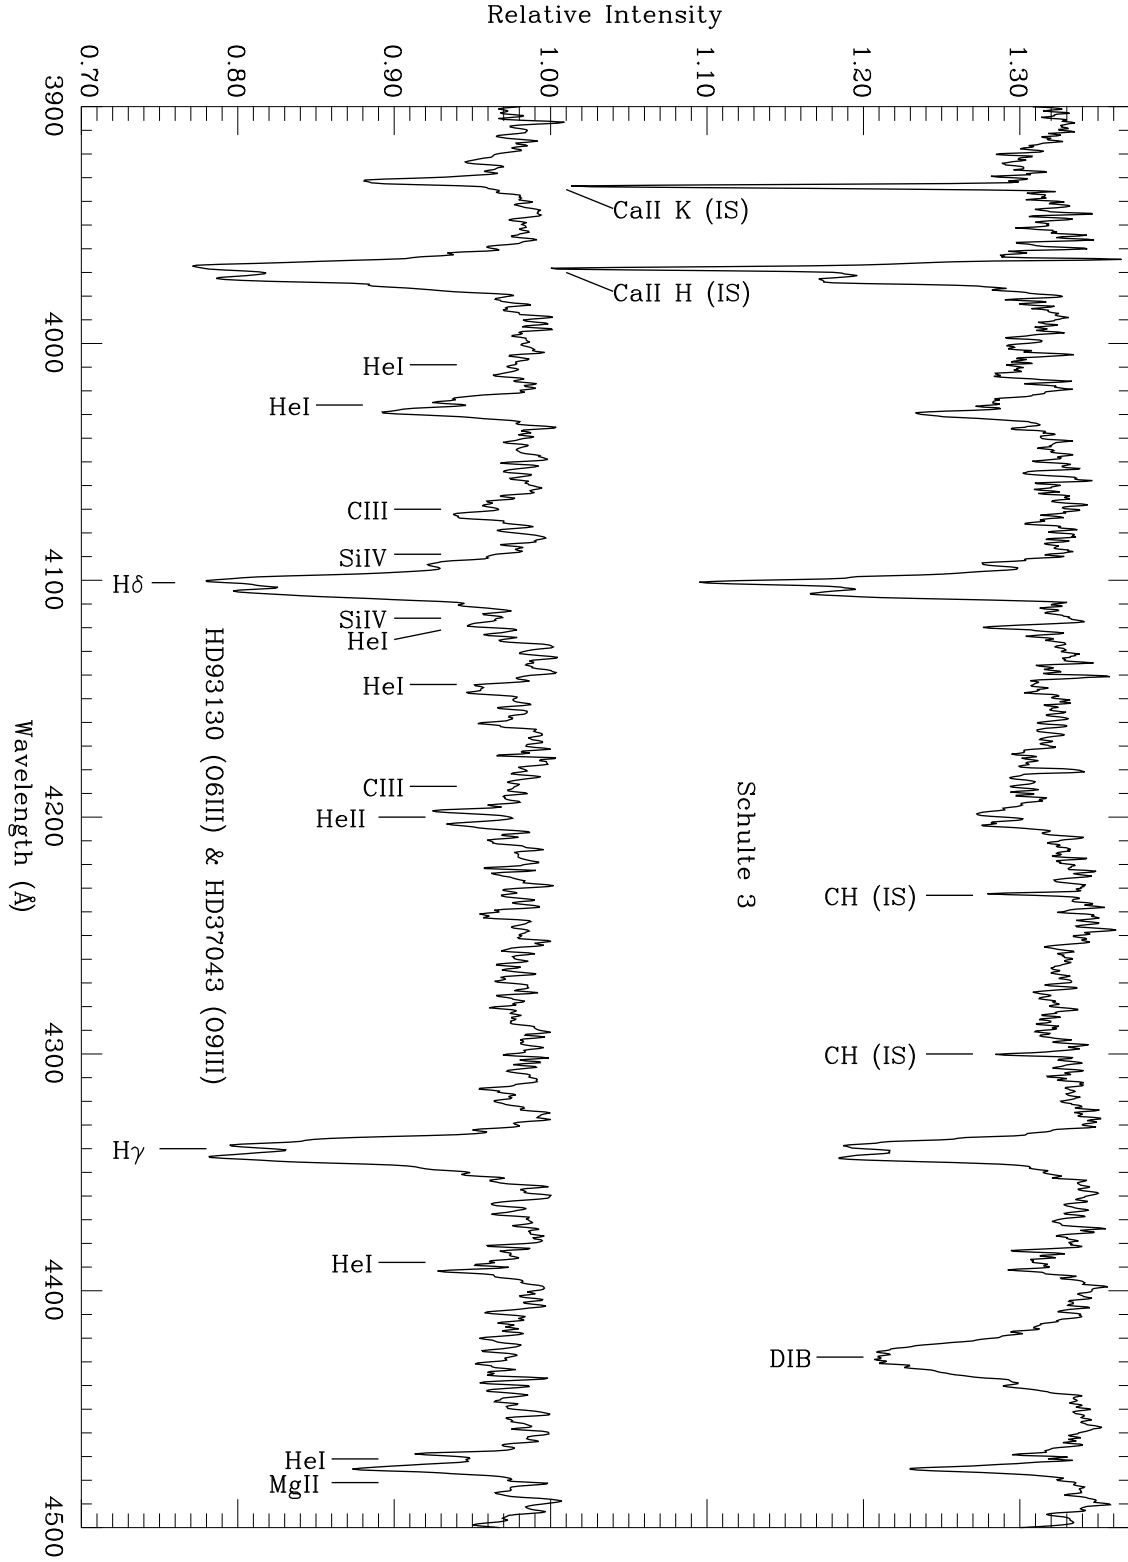 Relative Intensity
0.70
0.80
0.90
1.00
1.10
1.20
1.30
3900
4000
4100
4200
4300
4400
4500
Wavelength (Å)
CaII K (IS)
CaII H (IS)
HeI
HeI
CIII
SiIV
Hδ
SiIV
HeI
HeI
CIII
HeII
Hγ
HeI
HeI
MgII
HD93130 (O6III) & HD37043 (O9III)
Schulte 3
CH (IS)
CH (IS)
DIB